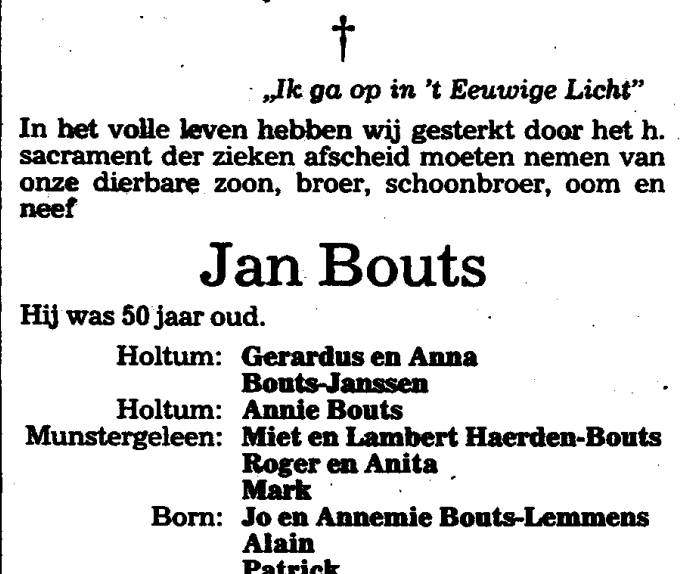 „Ik ga op in 't Eeuwige Licht”
In het volle leven hebben wij gesterkt door het h.
sacrament der zieken afscheid moeten nemen van
onze dierbare zoon, broer, schoonbroer, oom en
neef
Jan Bouts
Hij was 50 jaar oud.
Holtum: Gerardus en Anna
Bouts-Janssen
Holtum: Annie Bouts
Munstergeleen: Miet en Lambert Haerden-Bouts
Roger en Anita
Mark
Born: Jo en Annemie Bouts-Lemmens
Alain
Patrick